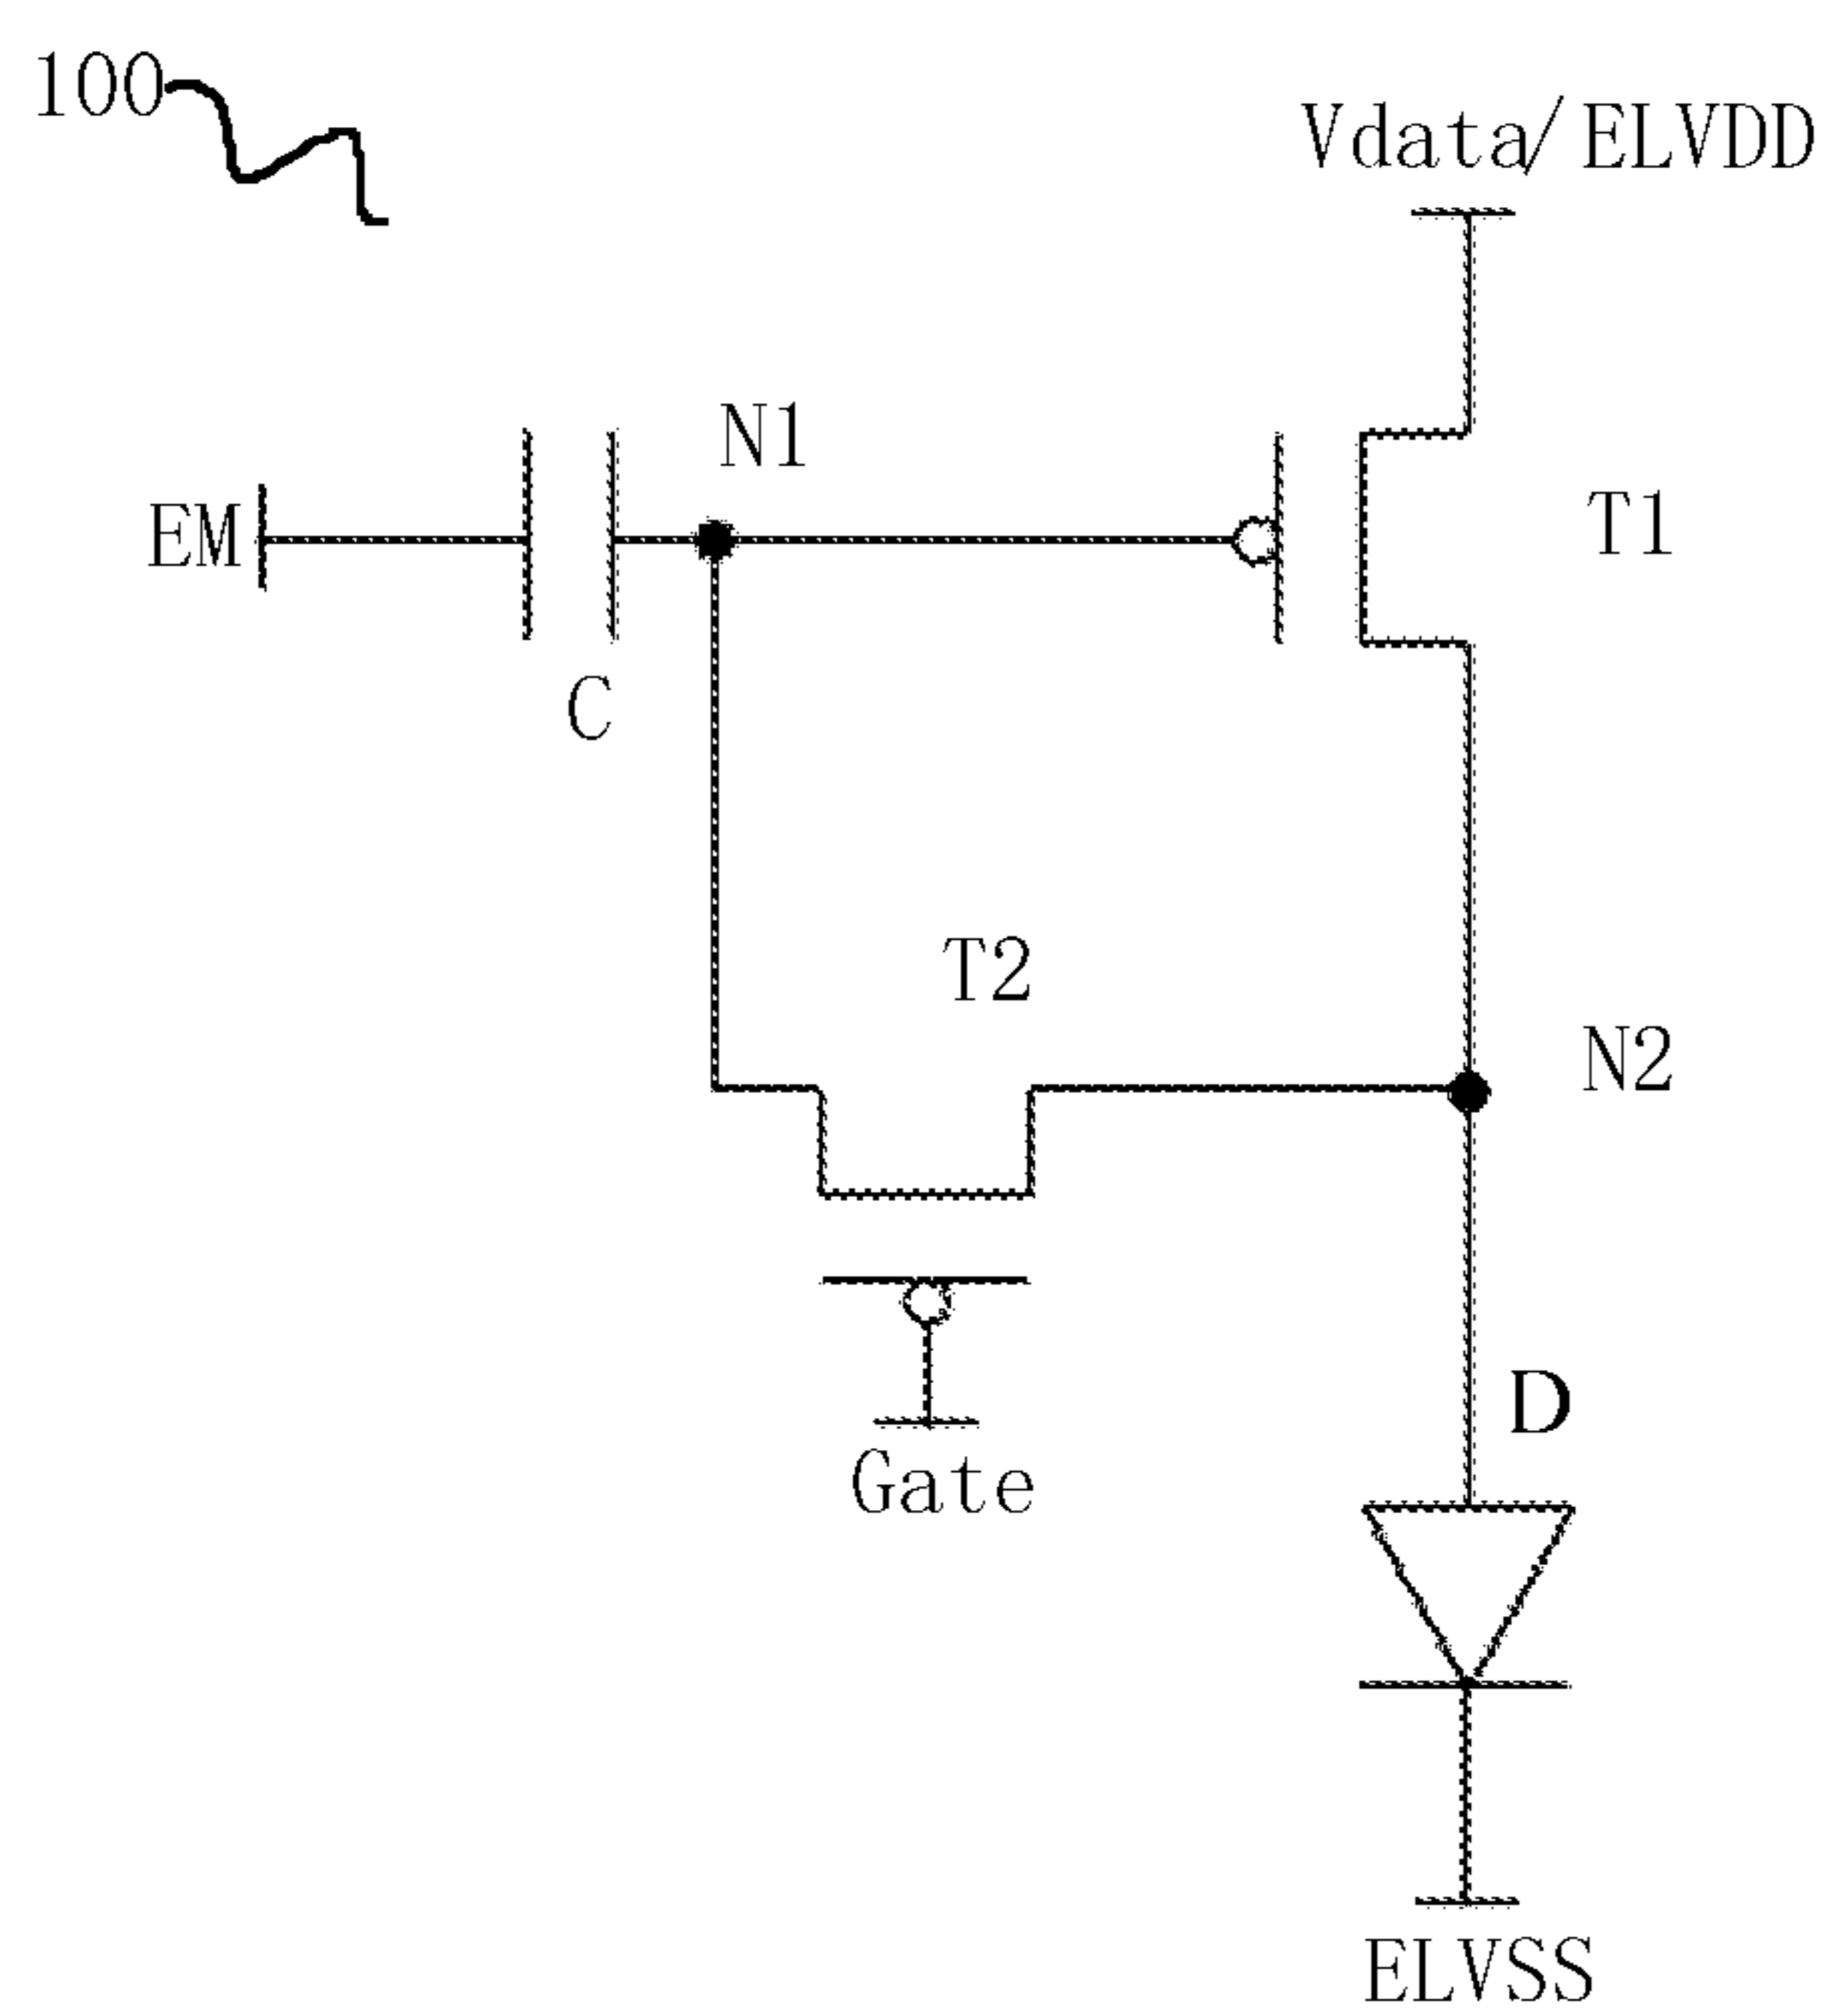 100
Vdata/ELVDD
N1
EM
T1
C
T2
N2
D
Gate
ELVSS